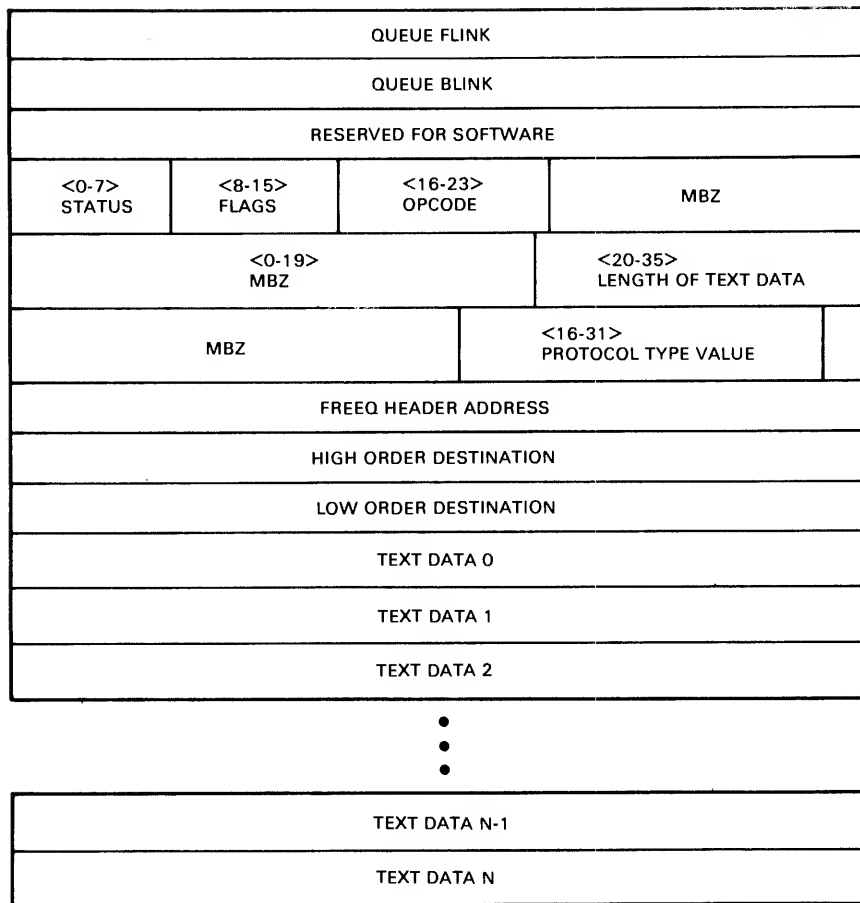 QUEUE FLINK
QUEUE BLINK
RESERVED FOR SOFTWARE
<0-7> <8-15> <16-23>
STATUS FLAGS OPCODE MBZ
<0-19> <20-35>
MBZ LENGTH OF TEXT DATA
<16-31>
MBZ PROTOCOL TYPE VALUE
FREEQ HEADER ADDRESS
HIGH ORDER DESTINATION
LOW ORDER DESTINATION
TEXT DATA 0
TEXT DATA 1
TEXT DATA 2
TEXT DATA N-1
TEXT DATA N